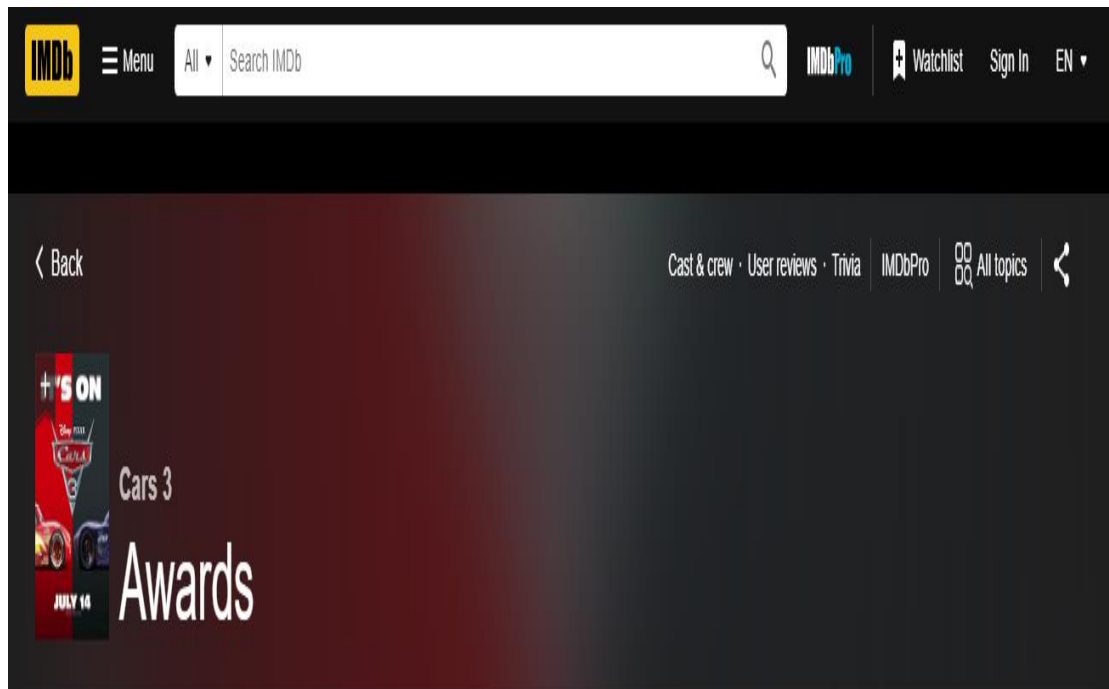 IMDb Menu All Search IMDb IMDbPro Watchlist Sign In EN
Back Cast & crew · User reviews · Trivia IMDbPro All topics
'S ON
Disney PIXAR
Cars
3
JULY 14
Cars 3
Awards